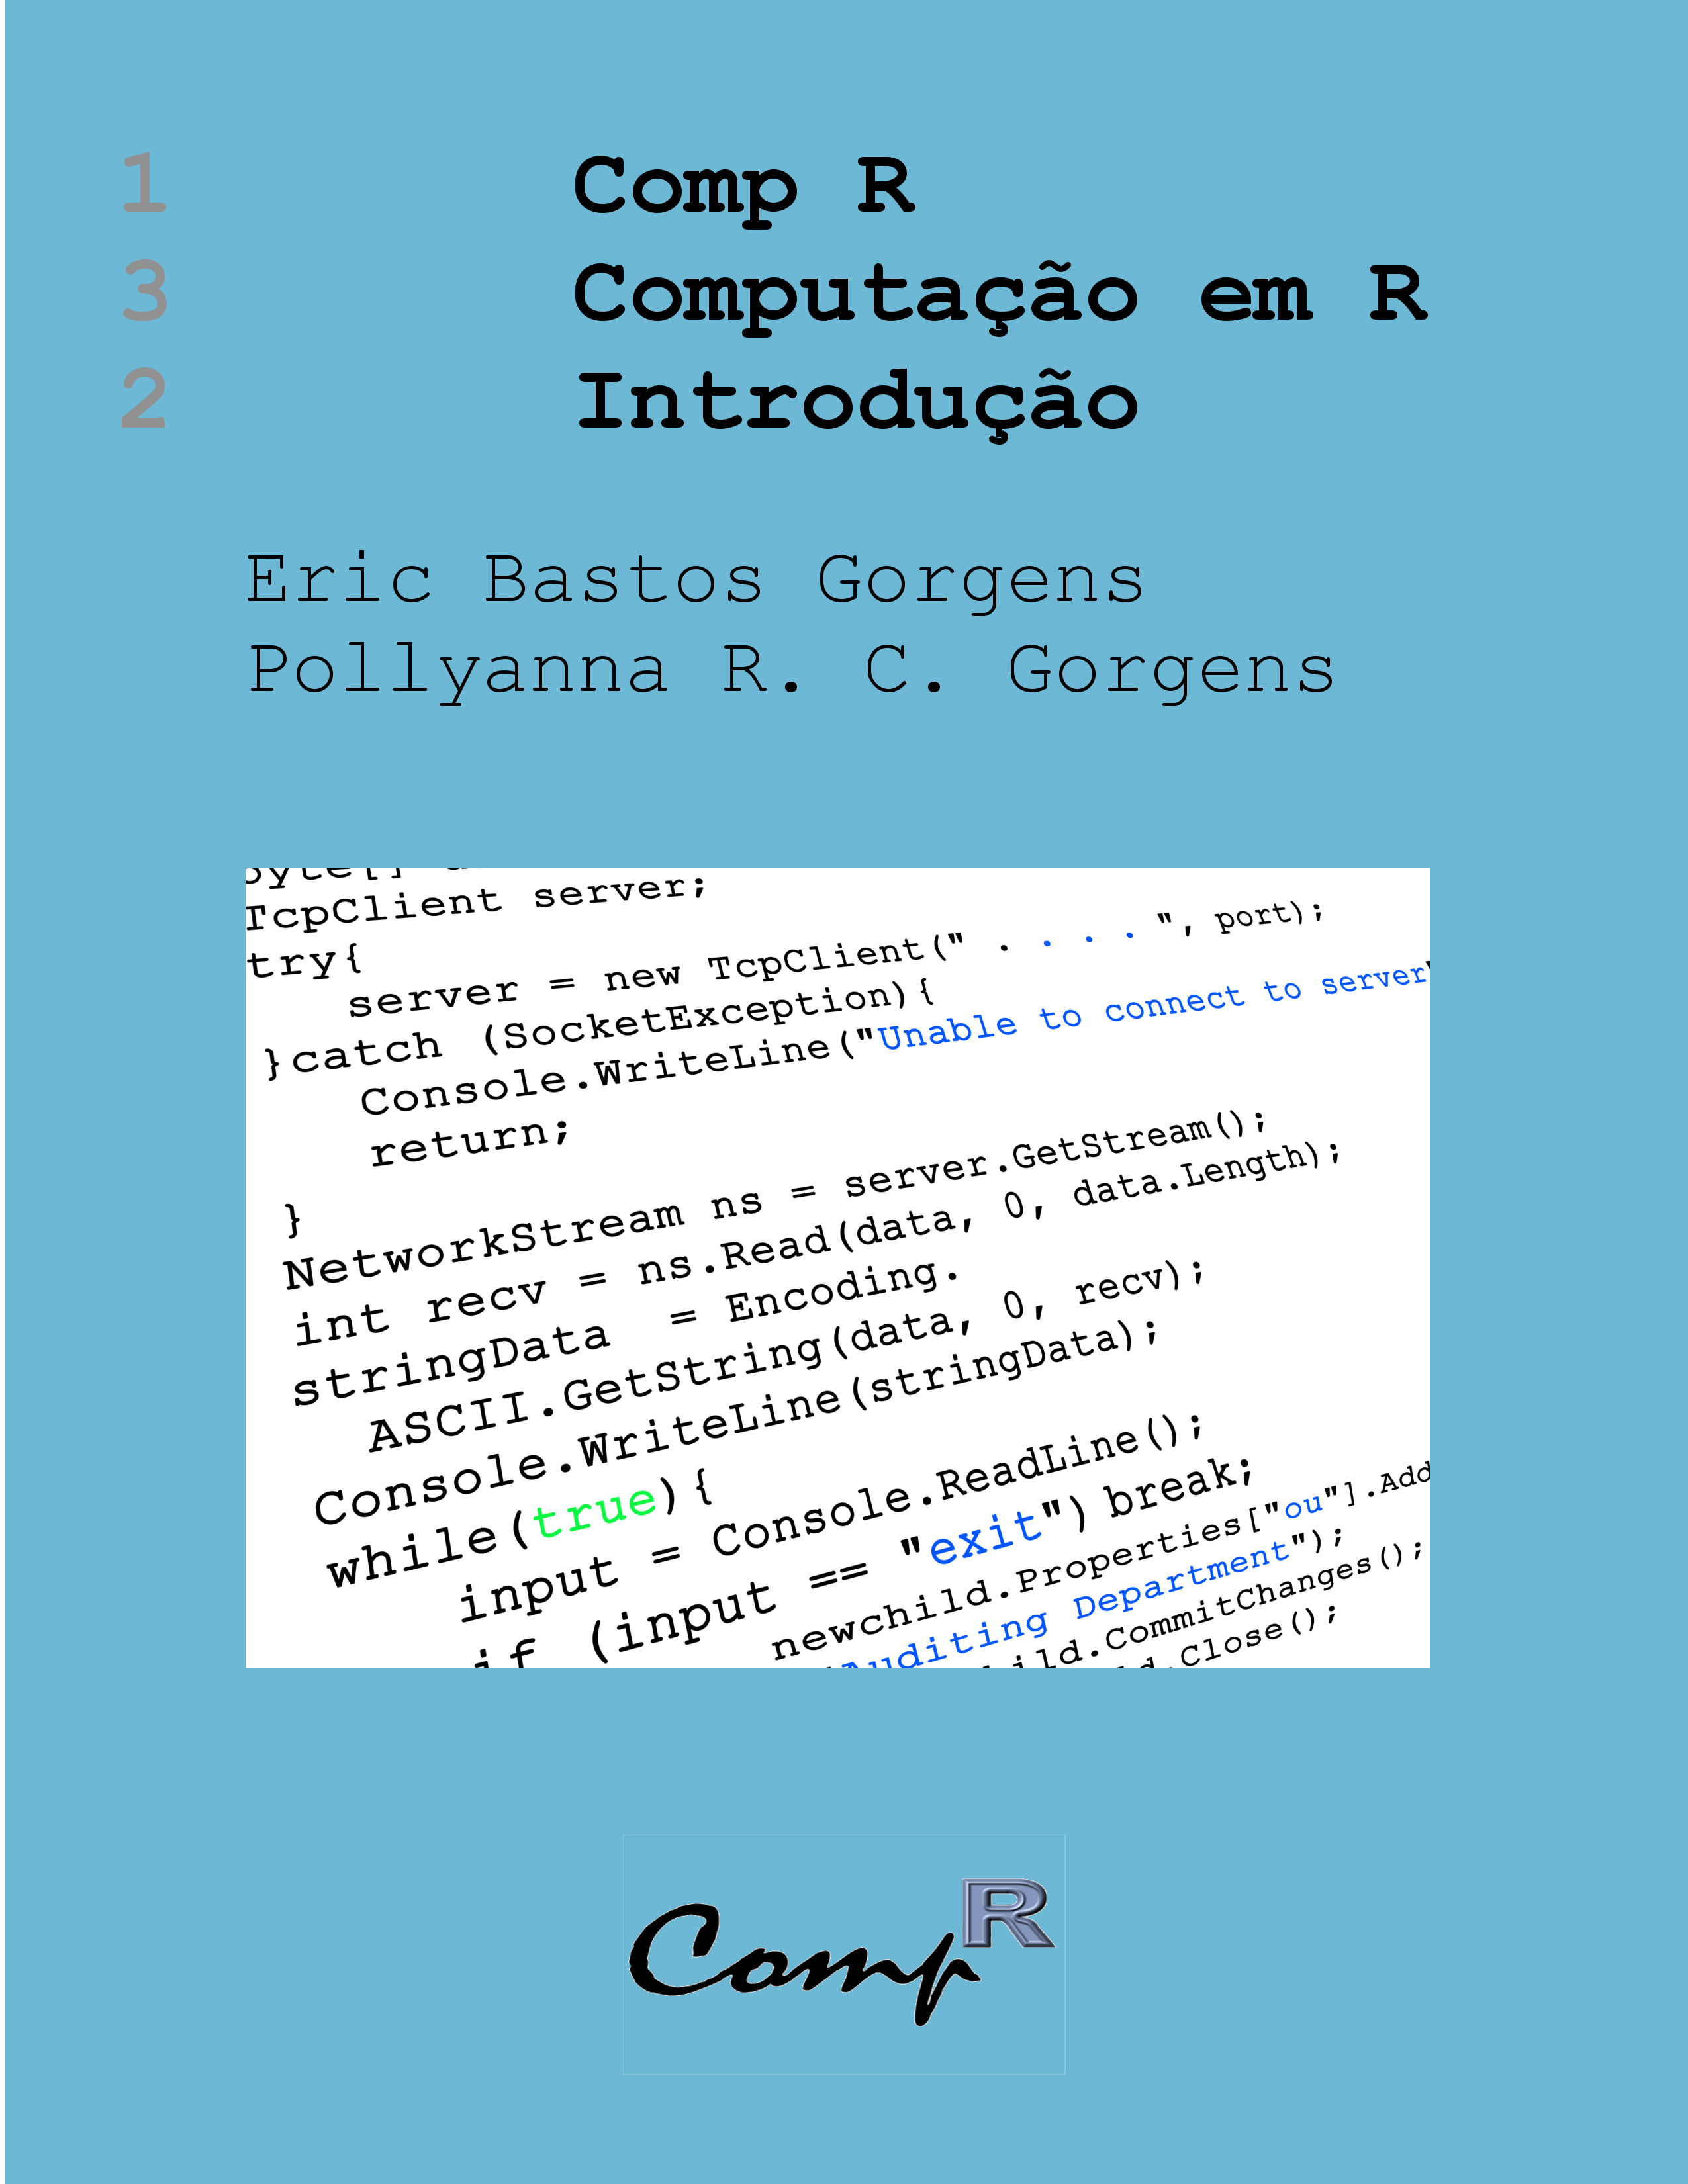 1 Comp R
3 Computação em R
2 Introdução
Eric Bastos Gorgens
Pollyanna R. C. Gorgens
byte[]
TcpClient server;
try{
server = new TcpClient(" . . . . ", port);
}catch (SocketException){
Console.WriteLine("Unable to connect to server"
return;
}
NetworkStream ns = server.GetStream();
int recv = ns.Read(data, 0, data.Length);
stringData = Encoding.
ASCII.GetString(data, 0, recv);
Console.WriteLine(stringData);
while(true){
input = Console.ReadLine();
if (input == "exit") break;
newchild.Properties["ou"].Add
"Auditing Department");
ild.CommitChanges();
d.Close();
Comp R